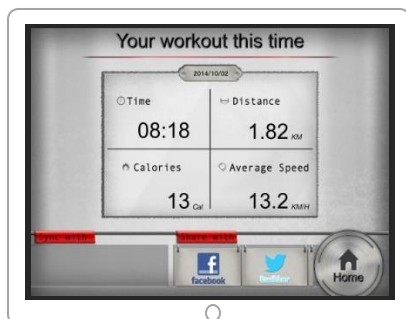 Your workout this time
2014/10/02
Time
Distance
08:18
1.82 KM
Calories
Average Speed
13 Cal
13.2 KM/H
Sync with
Share with
facebook
twitter
Home